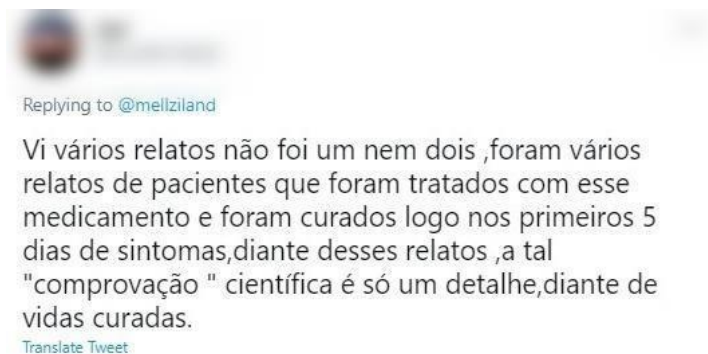 Replying to @mellziland
Vi vários relatos não foi um nem dois ,foram vários
relatos de pacientes que foram tratados com esse
medicamento e foram curados logo nos primeiros 5
dias de sintomas,diante desses relatos ,a tal
"comprovação " científica é só um detalhe,diante de
vidas curadas.
Translate Tweet